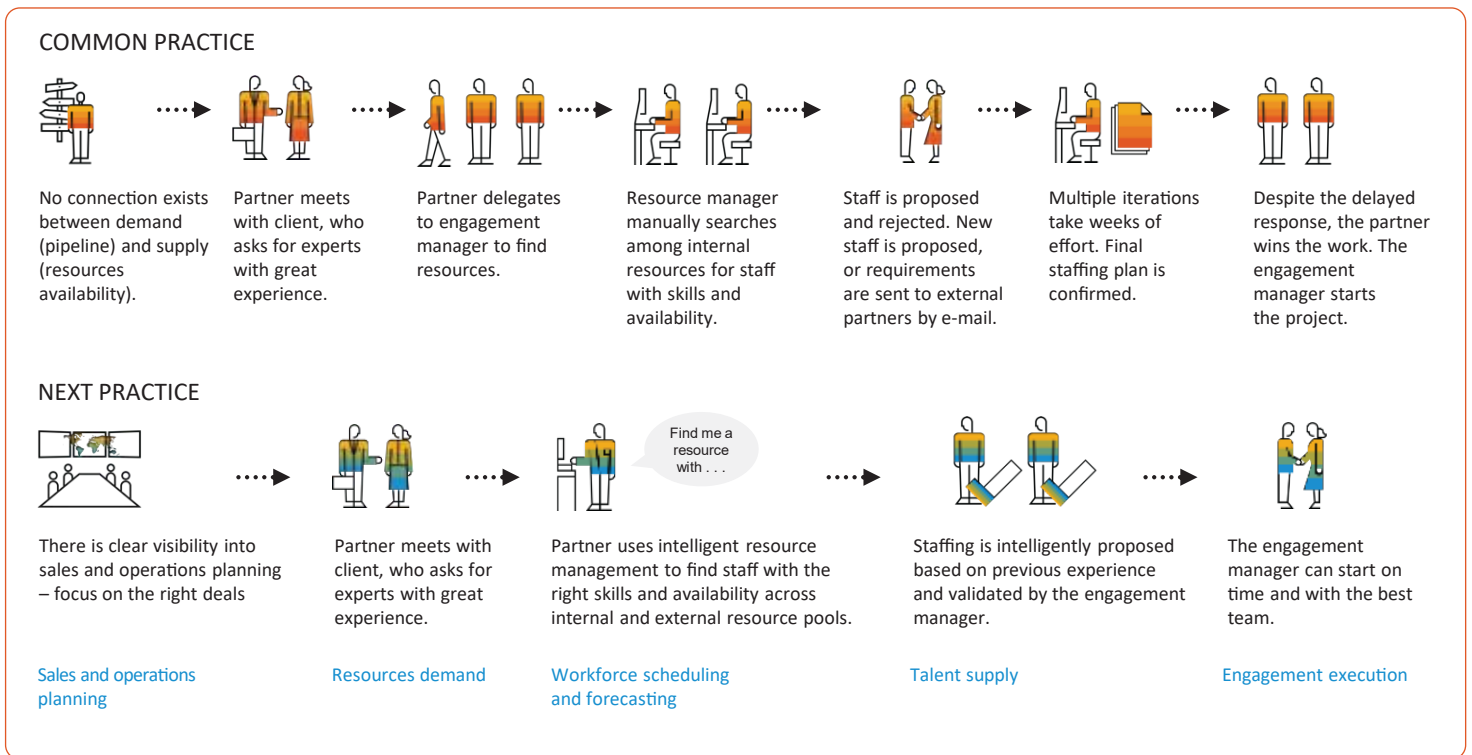 COMMON PRACTICE
No connection exists
between demand
(pipeline) and supply
(resources
availability).
Partner meets
with client, who
asks for experts
with great
experience.
Partner delegates
to engagement
manager to find
resources.
Resource manager
manually searches
among internal
resources for staff
with skills and
availability.
Staff is proposed
and rejected. New
staff is proposed,
or requirements
are sent to external
partners by e-mail.
Multiple iterations
take weeks of
effort. Final
staffing plan is
confirmed.
Despite the delayed
response, the partner
wins the work. The
engagement
manager starts
the project.
NEXT PRACTICE
Find me a
resource
with . . .
There is clear visibility into
sales and operations planning
– focus on the right deals
Partner meets with
client, who asks for
experts with great
experience.
Partner uses intelligent resource
management to find staff with the
right skills and availability across
internal and external resource pools.
Staffing is intelligently proposed
based on previous experience
and validated by the engagement
manager.
The engagement
manager can start on
time and with the best
team.
Sales and operations
planning
Resources demand
Workforce scheduling
and forecasting
Talent supply
Engagement execution